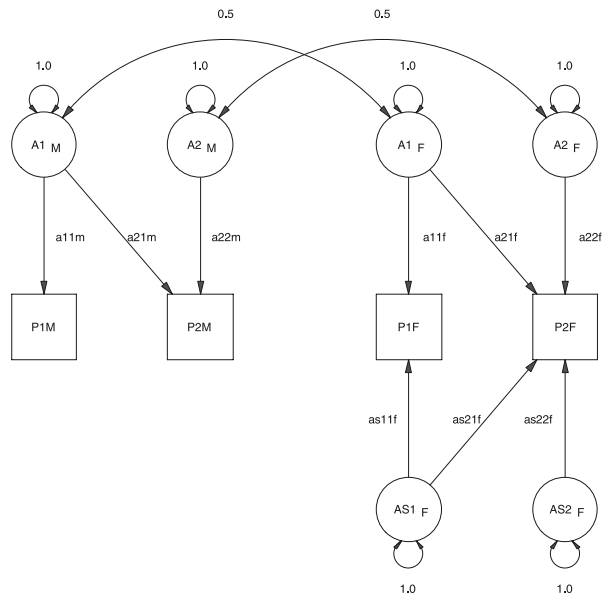 0.5 0.5
1.0 1.0 1.0 1.0
A1 M A2 M A1 F A2 F
a11m a21m a22m a11f a21f a22f
P1M P2M P1F P2F
as11f as21f as22f
AS1 F AS2 F
1.0 1.0